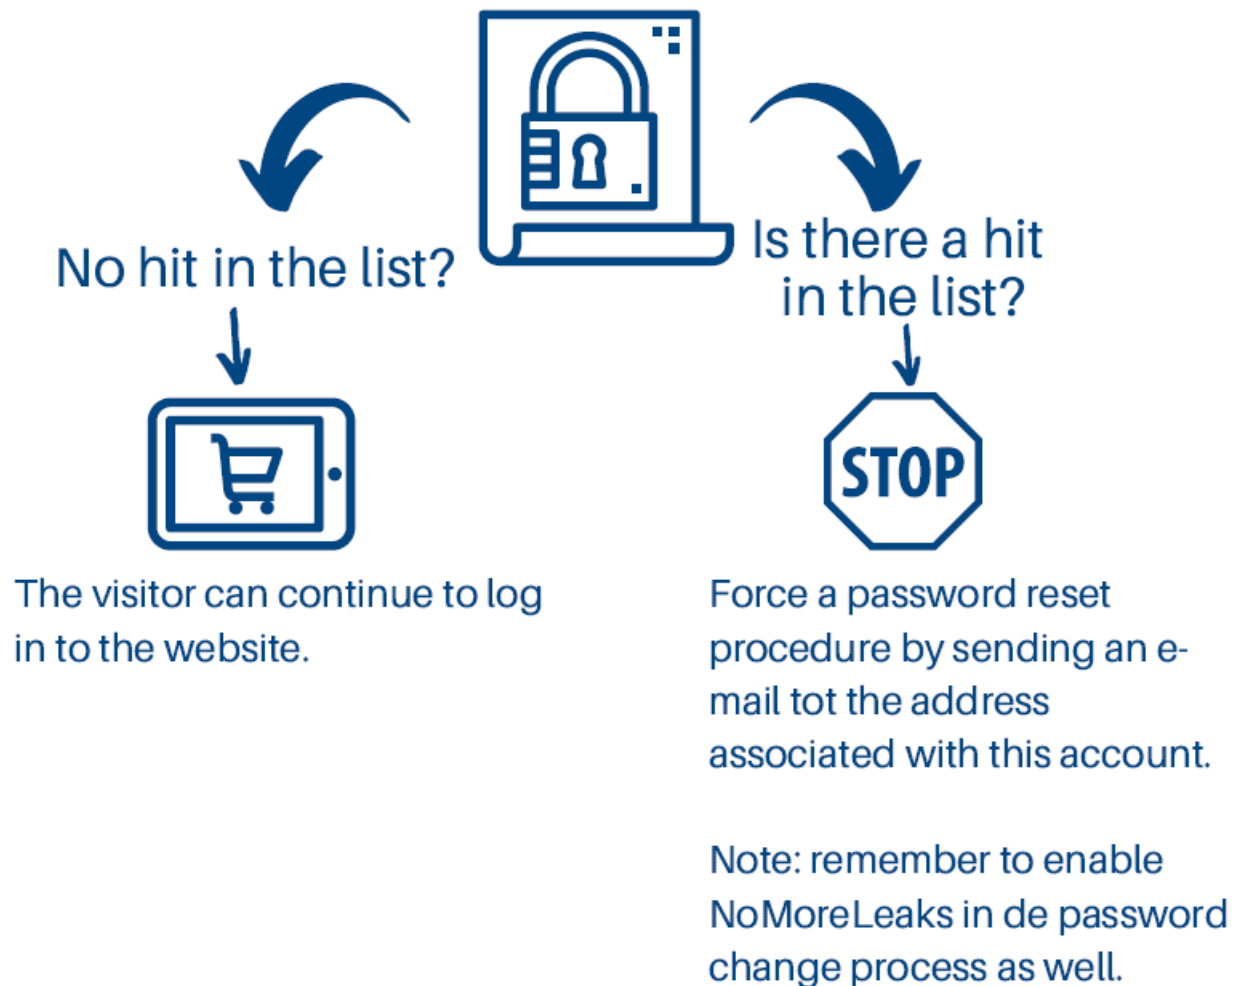 No hit in the list?
Is there a hit
in the list?
STOP
The visitor can continue to log
in to the website.
Force a password reset
procedure by sending an e-
mail tot the address
associated with this account.
Note: remember to enable
NoMoreLeaks in de password
change process as well.